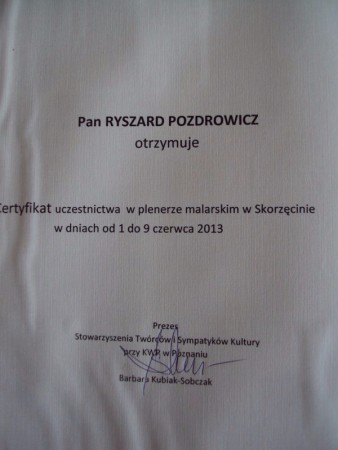 Pan RYSZARD POZDROWICZ
otrzymuje
Certyfikat uczestnictwa w plenerze malarskim w Skorzęcinie
w dniach od 1 do 9 czerwca 2013
Prezes
Stowarzyszenia Twórców i Sympatyków Kultury
przy KWP w Poznaniu
Barbara Kubiak-Sobczak